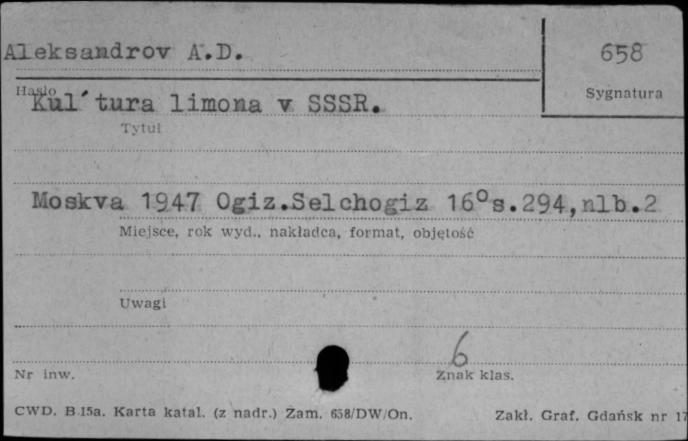 Aleksandrov A.D.
658
Hasło
Sygnatura
Kul´tura limona v SSSR.
Tytuł
Moskva 1947 Ogiz.Selchogiz 16° s.294,nlb.2
Miejsce, rok wyd., nakładca, format, objętość
Uwagi
6
Nr inw.
Znak klas.
CWD. B.15a. Karta katal. (z nadr.) Zam. 658/DW/On.
Zakł. Graf. Gdańsk nr 17